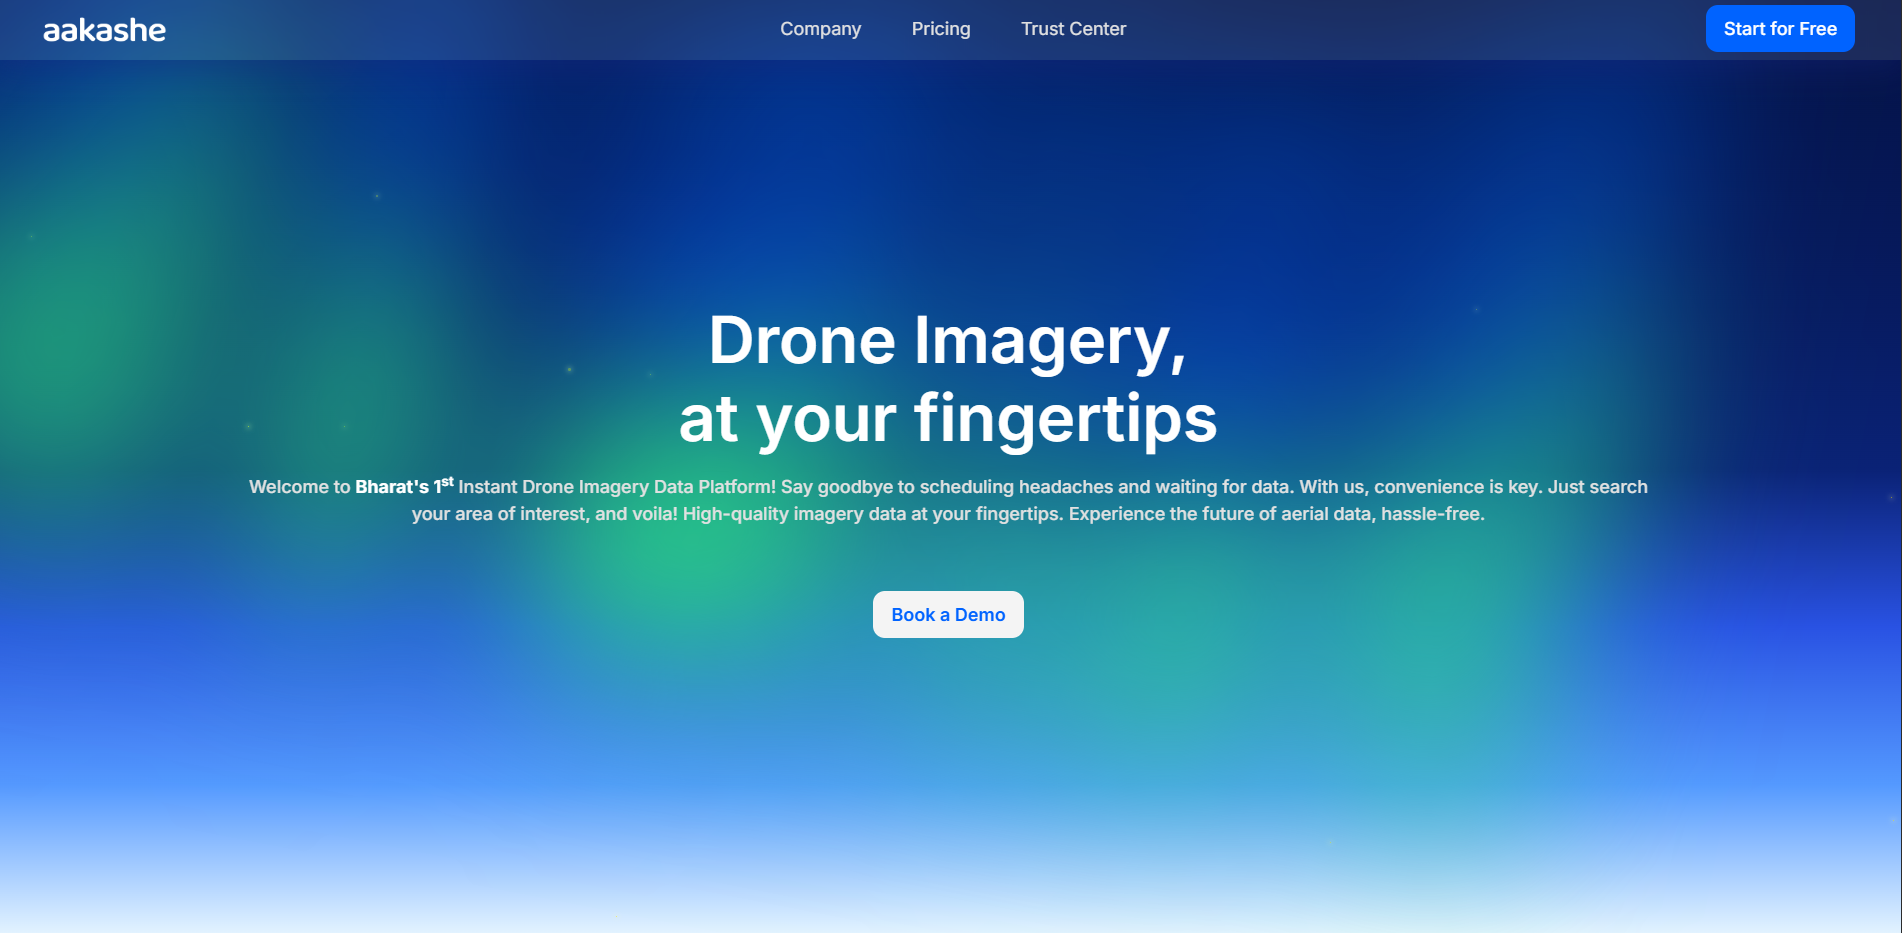 aakashe
Company
Pricing
Trust Center
Start for Free
Drone Imagery,
at your fingertips
Welcome to Bharat's 1st Instant Drone Imagery Data Platform! Say goodbye to scheduling headaches and waiting for data. With us, convenience is key. Just search
your area of interest, and voila! High-quality imagery data at your fingertips. Experience the future of aerial data, hassle-free.
Book a Demo